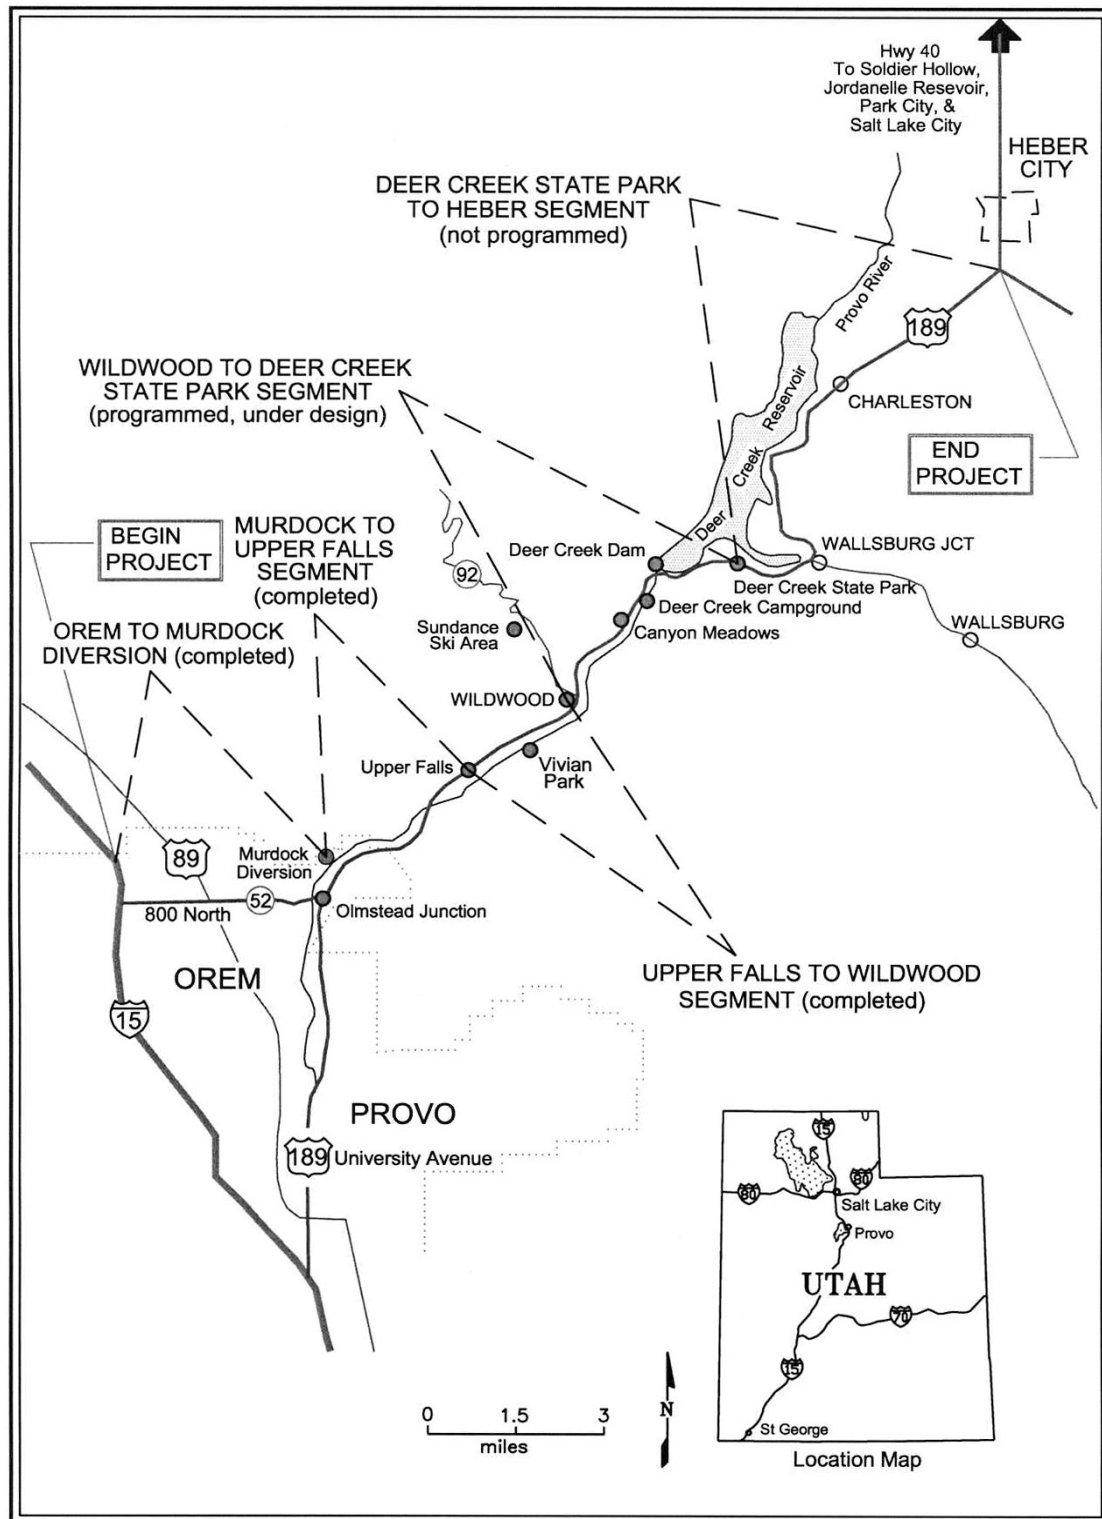 Hwy 40
To Soldier Hollow,
Jordanelle Resevoir,
Park City, &
Salt Lake City
HEBER
CITY
DEER CREEK STATE PARK
TO HEBER SEGMENT
(not programmed)
Provo River
189
WILDWOOD TO DEER CREEK
STATE PARK SEGMENT
(programmed, under design)
CHARLESTON
Deer Creek Reservoir
END
PROJECT
BEGIN
PROJECT
MURDOCK TO
UPPER FALLS
SEGMENT
(completed)
Deer Creek Dam
WALLSBURG JCT
92
Deer Creek State Park
Deer Creek Campground
OREM TO MURDOCK
DIVERSION (completed)
Sundance
Ski Area
Canyon Meadows
WALLSBURG
WILDWOOD
Upper Falls
Vivian
Park
89
Murdock
Diversion
800 North
52
Olmstead Junction
OREM
UPPER FALLS TO WILDWOOD
SEGMENT (completed)
15
PROVO
189
University Avenue
15
80
80
Salt Lake City
Provo
UTAH
70
15
St George
0
1.5
3
miles
N
Location Map